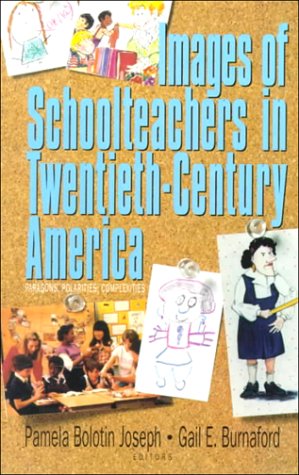 Images of
Schoolteachers in
Twentieth-Century
America
PARAGONS, POLARITIES, COMPLEXITIES
Pamela Bolotin Joseph • Gail E. Burnaford
EDITORS